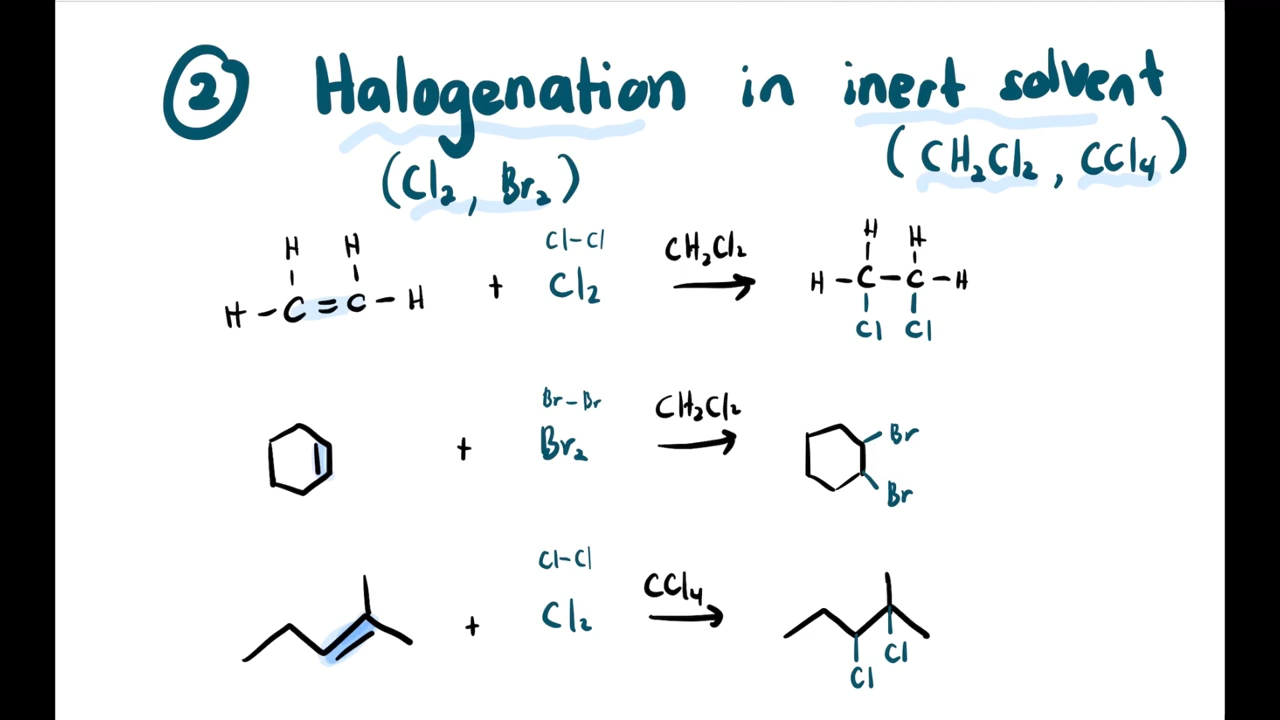 ② Halogenation in inert solvent
(Cl₂, Br₂) (CH₂Cl₂, CCl₄)
H H Cl-Cl CH₂Cl₂ H H
H-C=C-H + Cl₂ → H-C-C-H
Cl Cl
Br-Br CH₂Cl₂
+ Br₂ → Br
Br
Cl-Cl CCl₄
+ Cl₂ → Cl
Cl